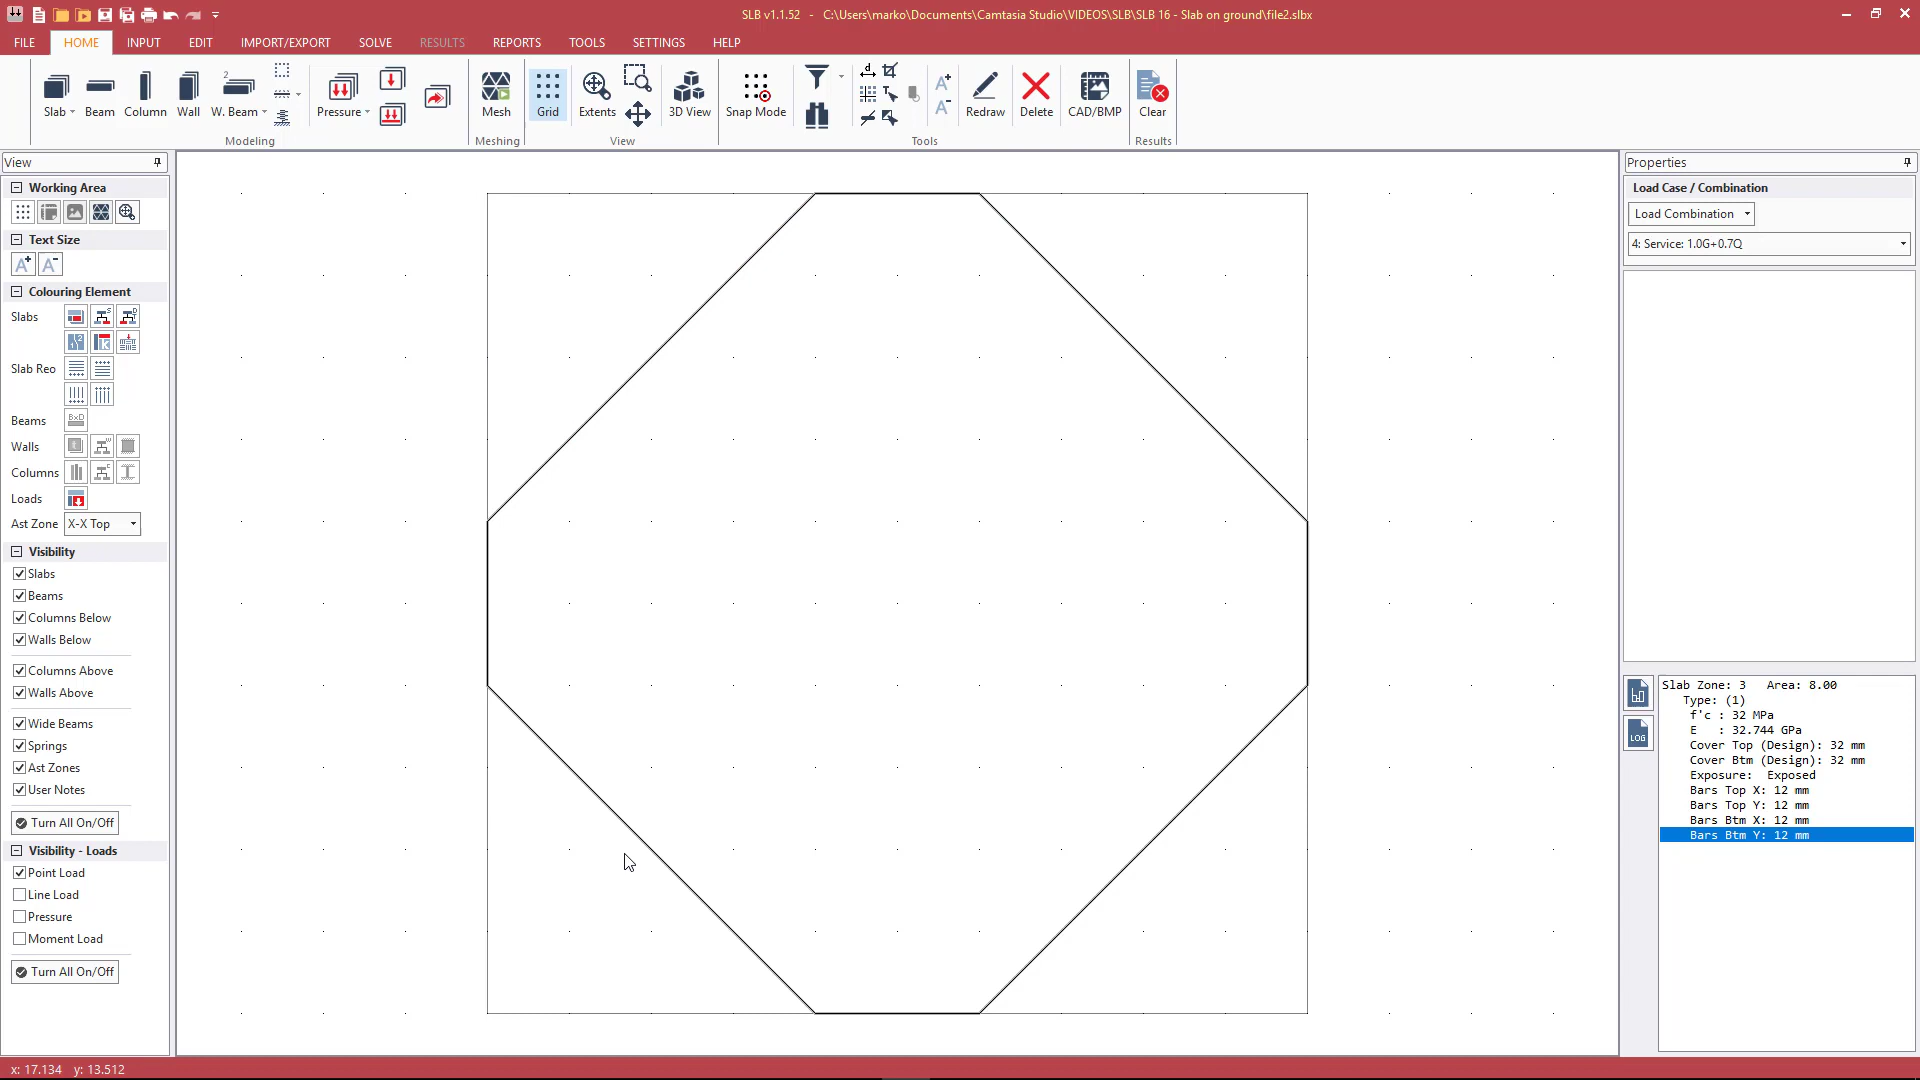 SLB v1.1.52 - C:\Users\marko\Documents\Camtasia Studio\VIDEOS\SLB\SLB 16 - Slab on ground\file2.slbx
FILE HOME INPUT EDIT IMPORT/EXPORT SOLVE RESULTS REPORTS TOOLS SETTINGS HELP
Slab Beam Column Wall W. Beam Pressure Mesh Grid Extents 3D View Snap Mode Redraw Delete CAD/BMP Clear
Modeling Meshing View Tools Results
View
Working Area
Text Size
Colouring Element
Slabs
Slab Reo
Beams
Walls
Columns
Loads
Ast Zone X-X Top
Visibility
Slabs
Beams
Columns Below
Walls Below
Columns Above
Walls Above
Wide Beams
Springs
Ast Zones
User Notes
Turn All On/Off
Visibility - Loads
Point Load
Line Load
Pressure
Moment Load
Turn All On/Off
Properties
Load Case / Combination
Load Combination
4: Service: 1.0G+0.7Q
Slab Zone: 3 Area: 8.00
Type: (1)
f'c : 32 MPa
E : 32.744 GPa
Cover Top (Design): 32 mm
Cover Btm (Design): 32 mm
Exposure: Exposed
Bars Top X: 12 mm
Bars Top Y: 12 mm
Bars Btm X: 12 mm
Bars Btm Y: 12 mm
LOG
x: 17.134 y: 13.512